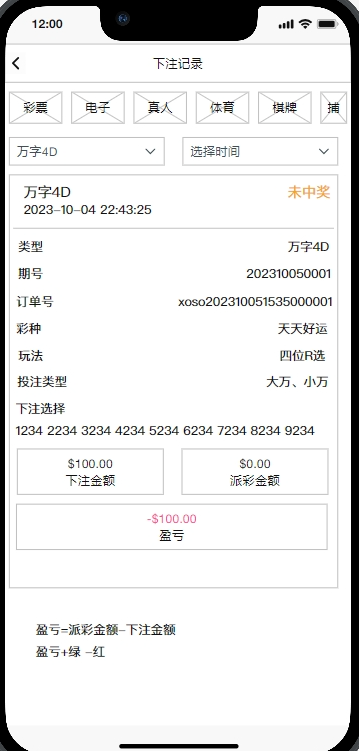 12:00
下注记录
彩票 电子 真人 体育 棋牌 捕
万字4D 选择时间
万字4D 未中奖
2023-10-04 22:43:25
类型 万字4D
期号 202310050001
订单号 xoso202310051535000001
彩种 天天好运
玩法 四位R选
投注类型 大万、小万
下注选择
1234 2234 3234 4234 5234 6234 7234 8234 9234
$100.00 $0.00
下注金额 派彩金额
-$100.00
盈亏
盈亏=派彩金额-下注金额
盈亏+绿 -红